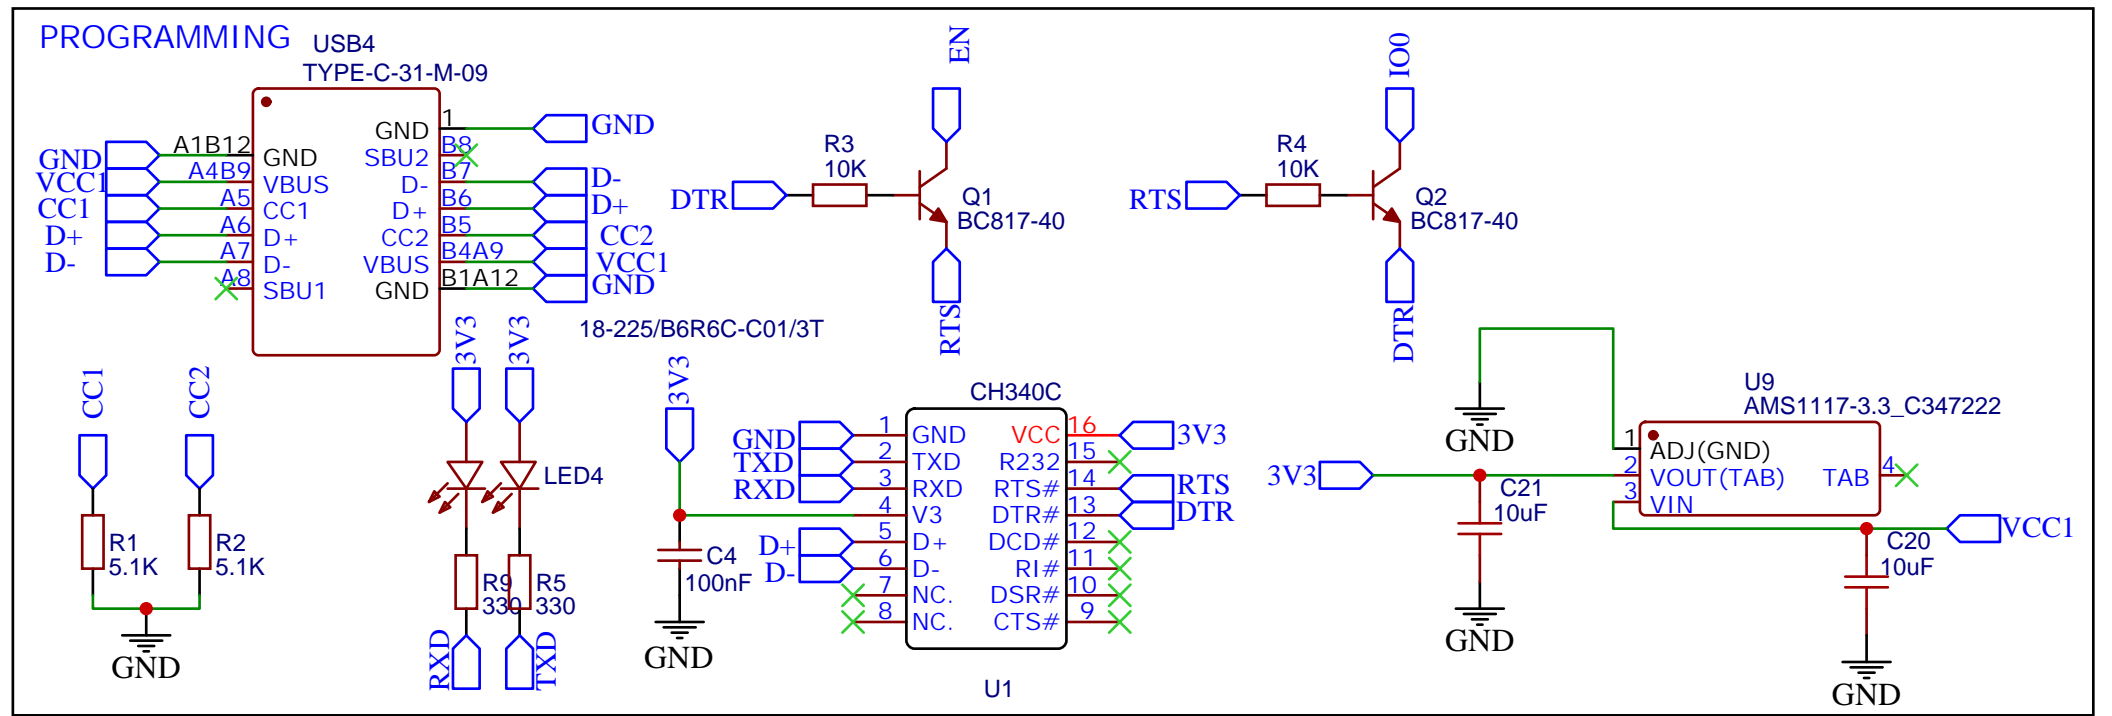 PROGRAMMING
USB4
TYPE-C-31-M-09
GND A1B12 GND
VCC1 A4B9 VBUS
CC1 A5 CC1
D+ A6 D+
D- A7 D-
A8 SBU1
GND 1 GND
SBU2 B8
D- B7 D-
D+ B6 D+
CC2 B5 CC2
VBUS B4A9 VCC1
GND B1A12 GND
EN
R3
10K
DTR
Q1
BC817-40
RTS
IO0
R4
10K
RTS
Q2
BC817-40
DTR
CC1
CC2
R1
5.1K
R2
5.1K
GND
18-225/B6R6C-C01/3T
3V3
3V3
LED4
R9
330
R5
330
RXD
TXD
3V3
C4
100nF
GND
CH340C
GND 1 GND
TXD 2 TXD
RXD 3 RXD
4 V3
D+ 5 D+
D- 6 D-
7 NC.
8 NC.
VCC 16 3V3
R232 15
RTS# 14 RTS
DTR# 13 DTR
DCD# 12
RI# 11
DSR# 10
CTS# 9
U1
GND
U9
AMS1117-3.3_C347222
1 ADJ(GND)
3V3 2 VOUT(TAB) TAB 4
3 VIN
C21
10uF
GND
VCC1
C20
10uF
GND